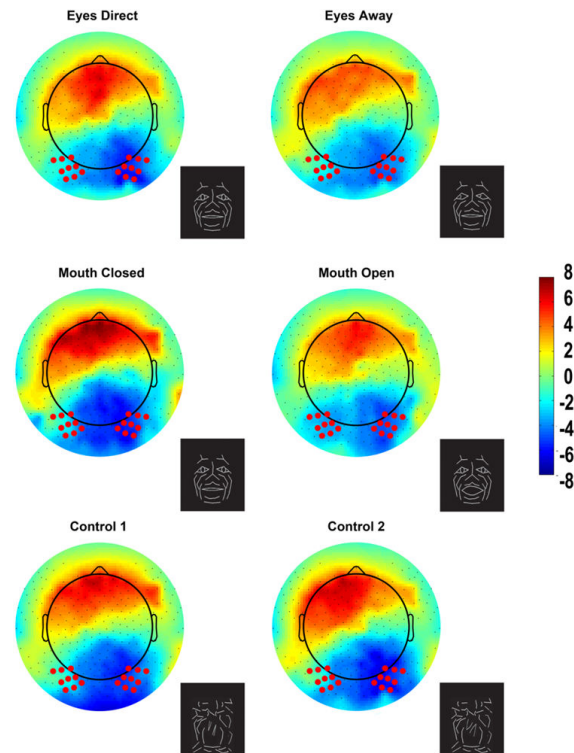 Eyes Direct
Eyes Away
Mouth Closed
Mouth Open
8
6
4
2
0
-2
-4
-6
-8
Control 1
Control 2